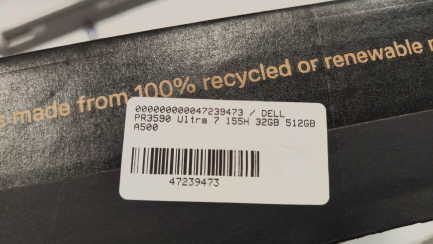 s made from 100% recycled or renewable
000000000047239473 / DELL
PR3590 Ultra 7 155H 32GB 512GB
A500
47239473